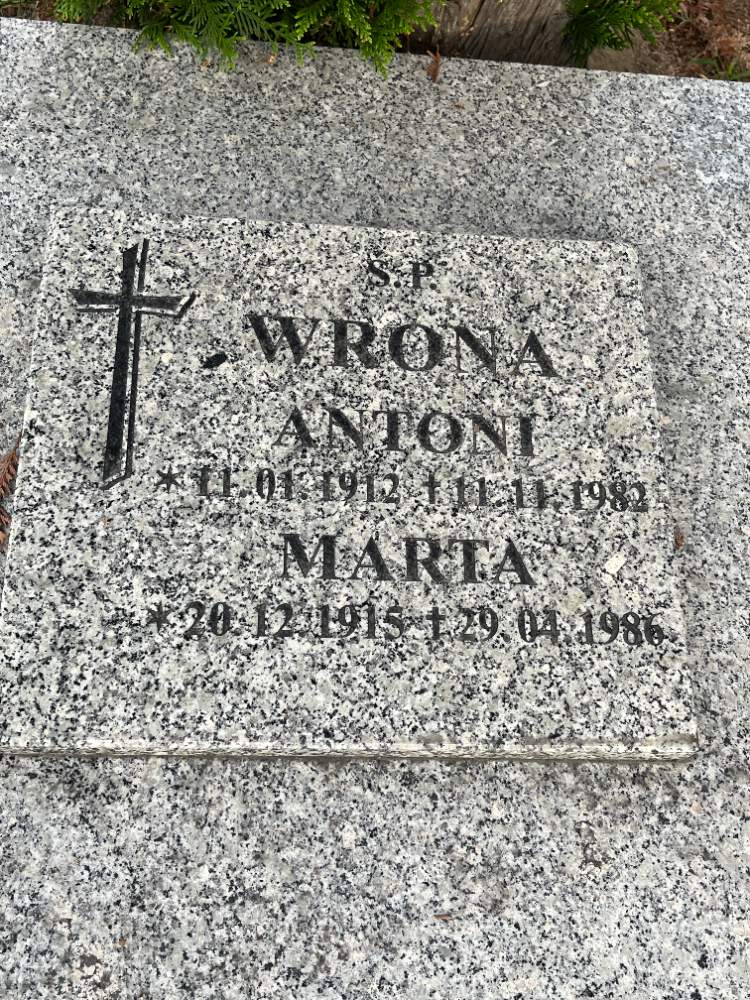 S.P.
WRONA
ANTONI
* 11.01.1912 † 11.11.1982
MARTA
* 20.12.1915 † 29.04.1986